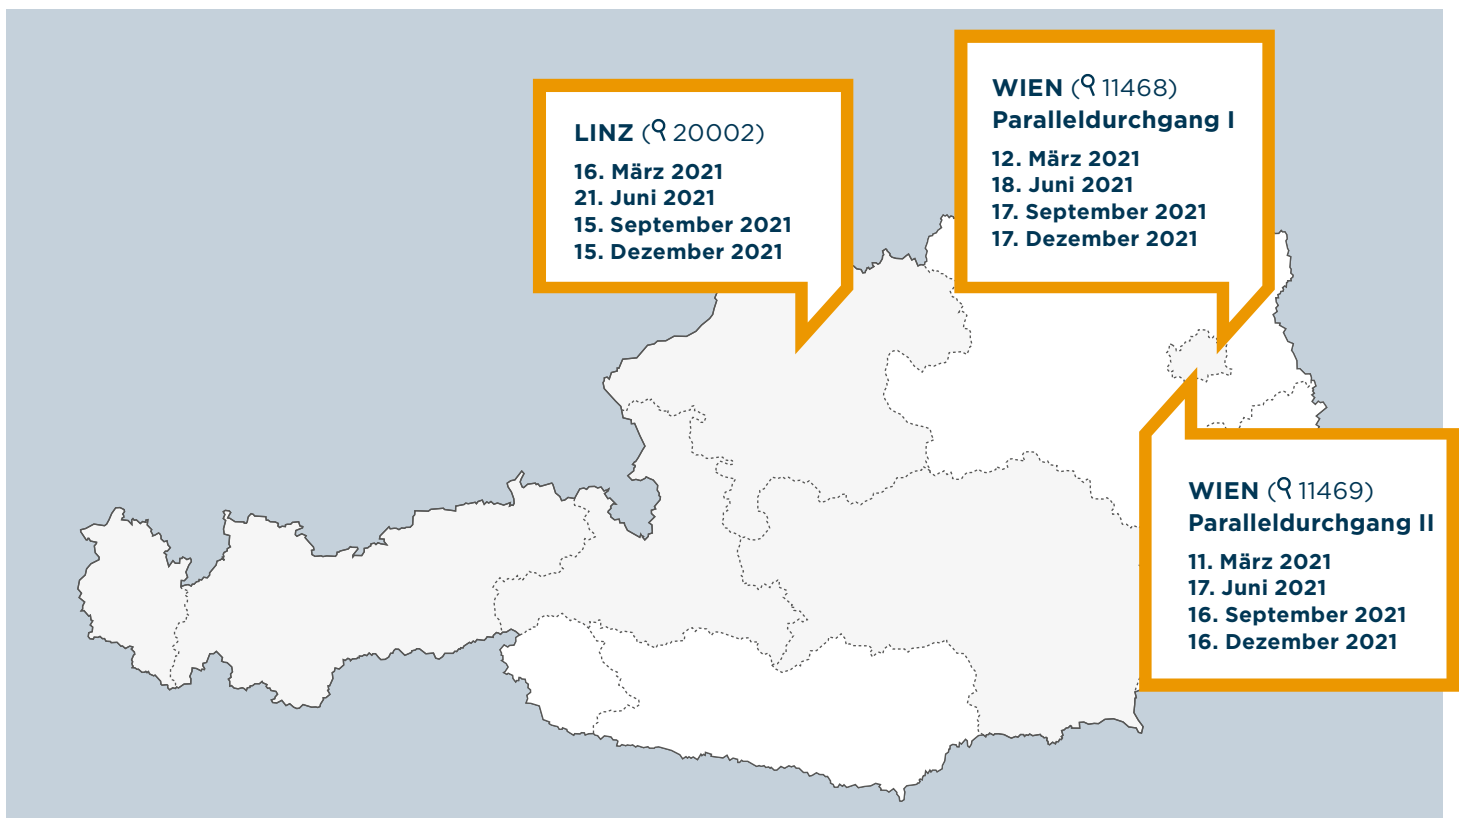 LINZ (20002)
16. März 2021
21. Juni 2021
15. September 2021
15. Dezember 2021
WIEN (11468)
Paralleldurchgang I
12. März 2021
18. Juni 2021
17. September 2021
17. Dezember 2021
WIEN (11469)
Paralleldurchgang II
11. März 2021
17. Juni 2021
16. September 2021
16. Dezember 2021